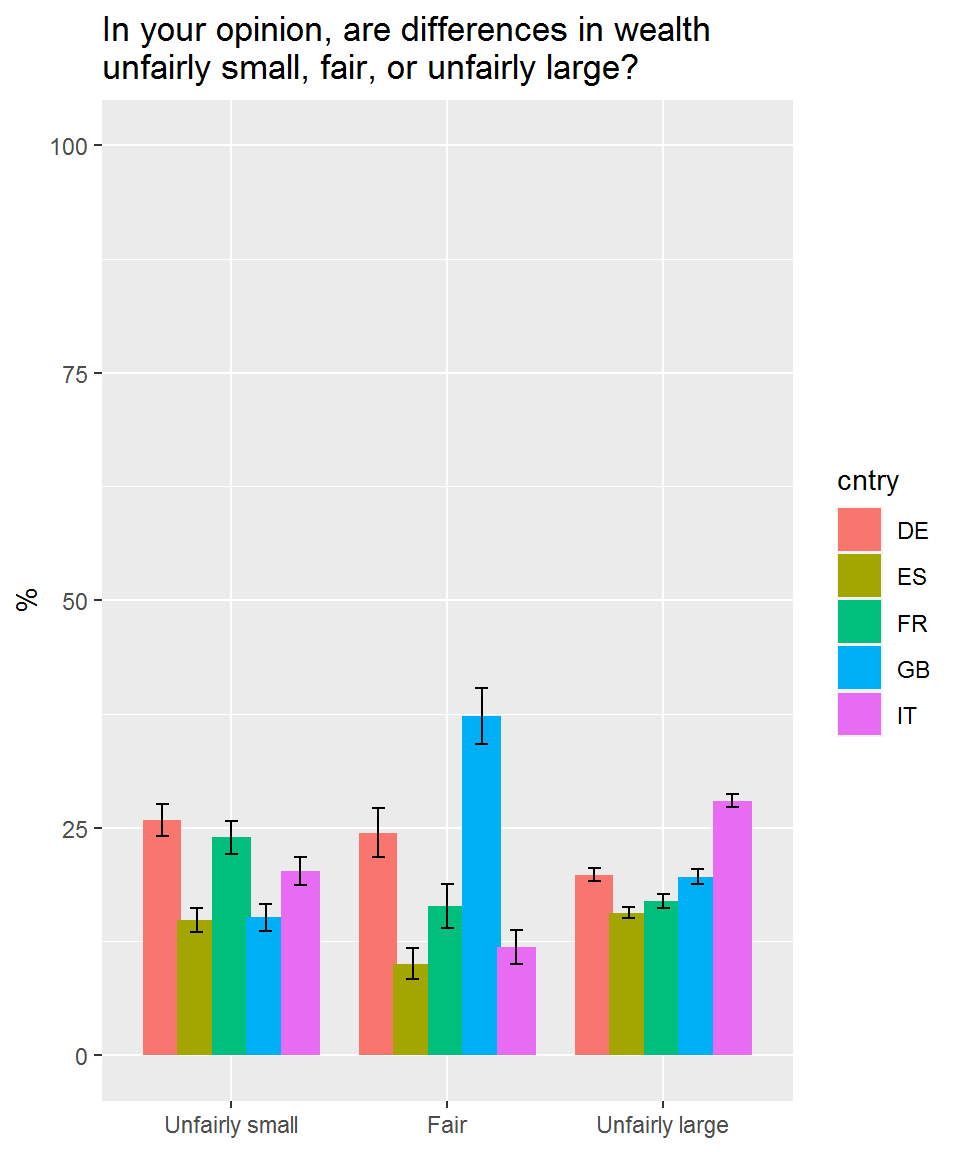 In your opinion, are differences in wealth
unfairly small, fair, or unfairly large?
100
75
50
25
0
%
Unfairly small
Fair
Unfairly large
cntry
DE
ES
FR
GB
IT